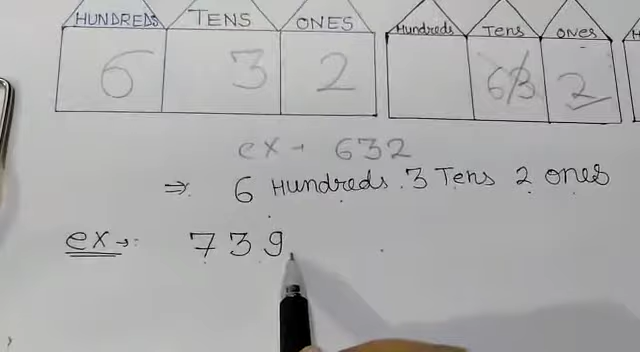 HUNDREDS TENS ONES Hundreds Tens Ones H
6 3 2 63 2
ex → 632
⇒ 6 Hundreds 3 Tens 2 ones
ex →: 739